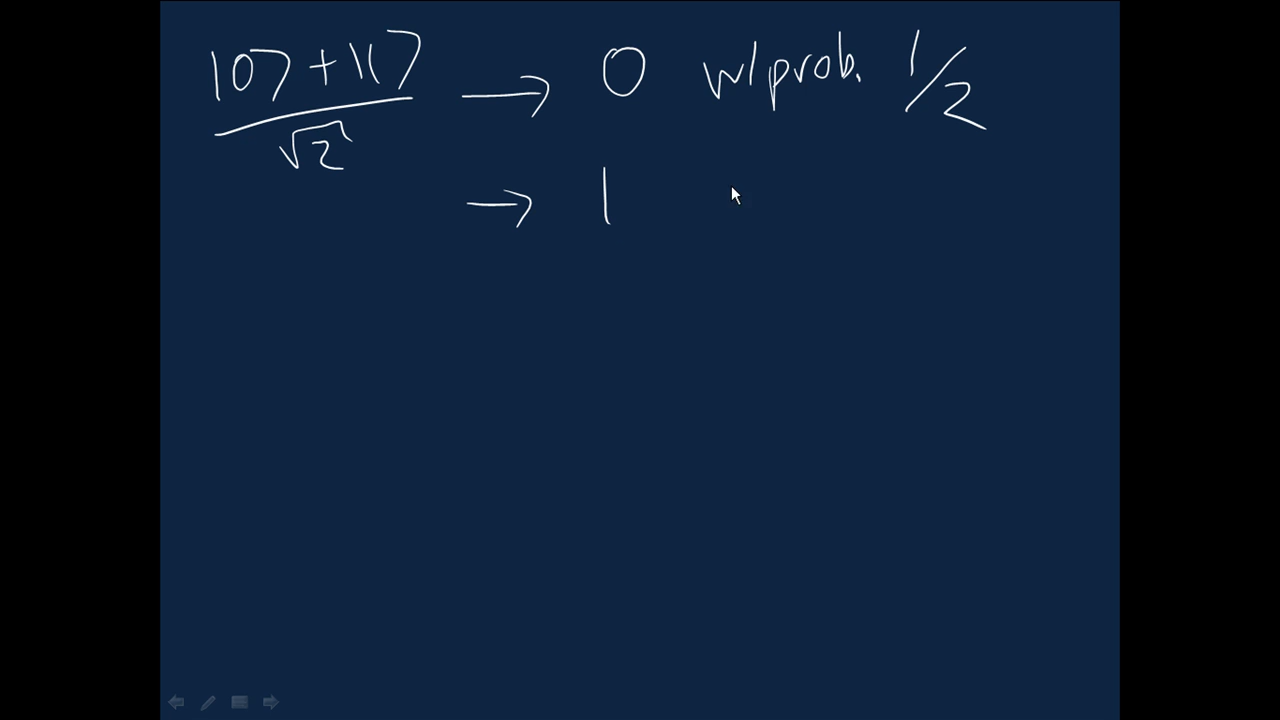 |0⟩ + |1⟩ / √2 → 0 w/prob. 1/2
→ 1